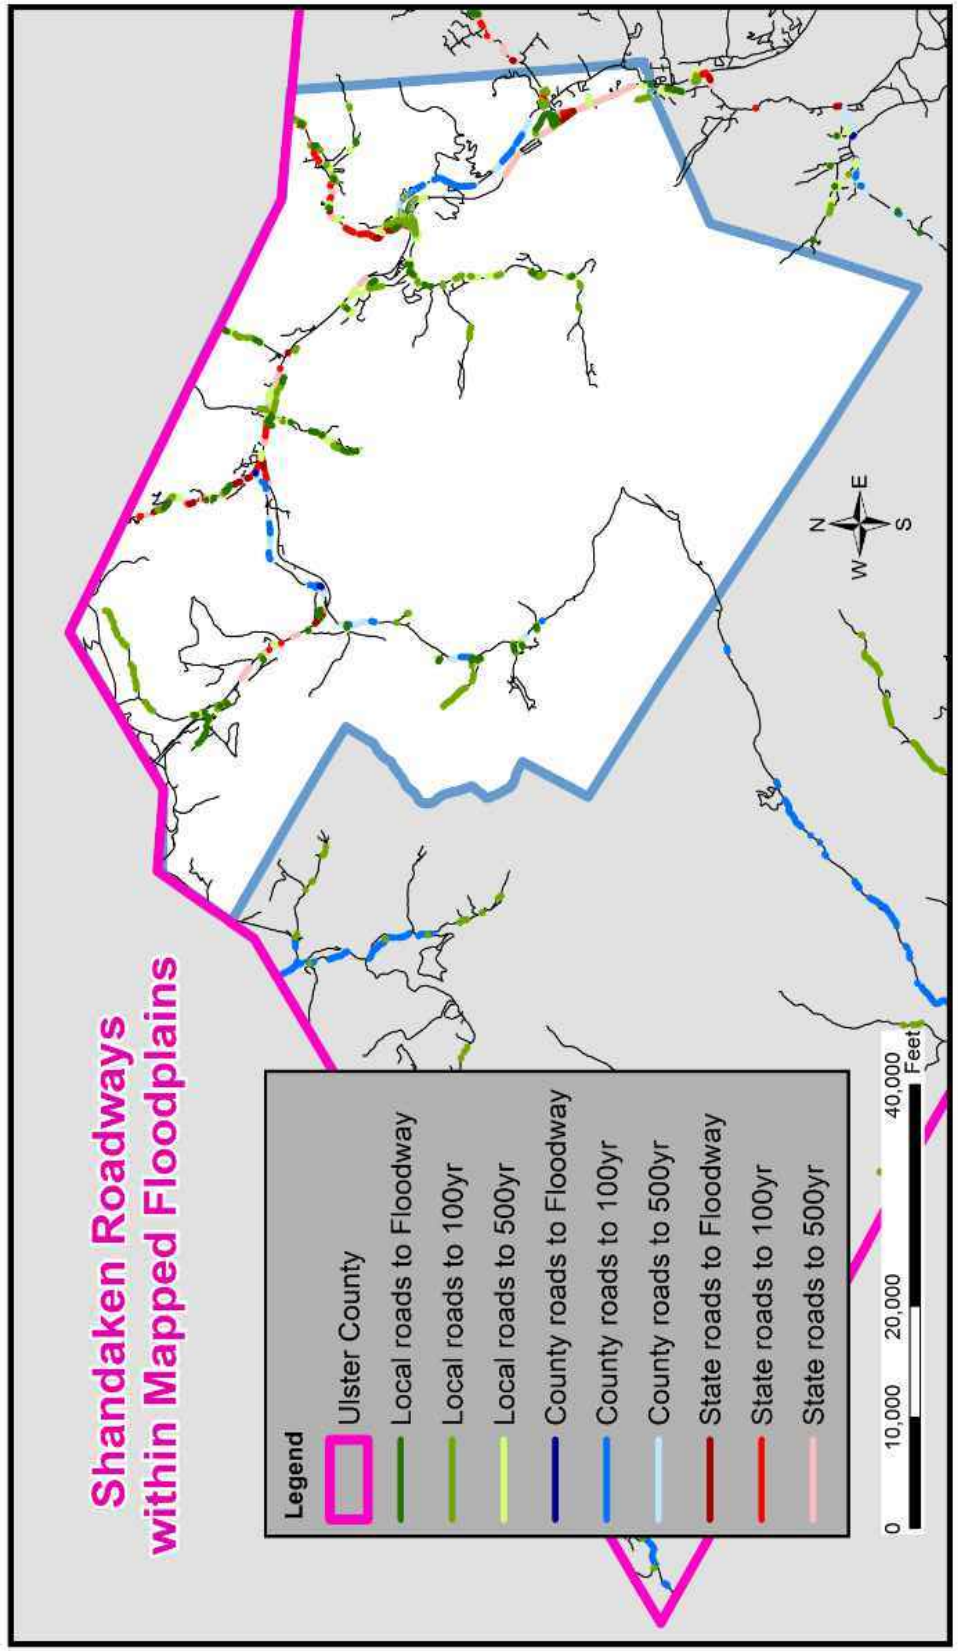 Shandaken Roadways
within Mapped Floodplains
Legend
Ulster County
Local roads to Floodway
Local roads to 100yr
Local roads to 500yr
County roads to Floodway
County roads to 100yr
County roads to 500yr
State roads to Floodway
State roads to 100yr
State roads to 500yr
0 10,000 20,000 40,000
Feet
N
W E
S